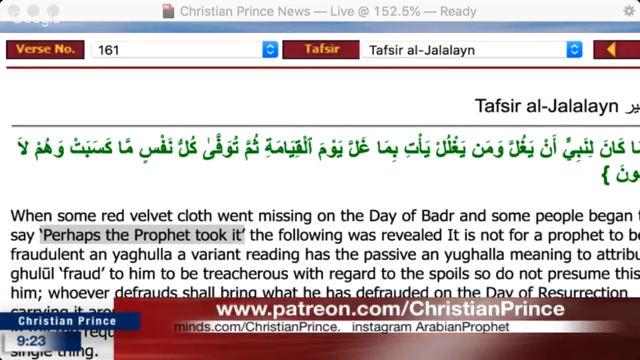 Christian Prince News — Live @ 152.5% — Ready
Google
Verse No. 161 Tafsir Tafsir al-Jalalayn
Tafsir al-Jalalayn
كَانَ لِنَبِيٍّ أَنْ يَغُلَّ وَمَن يَغْلُلْ يَأْتِ بِمَا غَلَّ يَوْمَ ٱلْقِيَامَةِ ثُمَّ تُوَفَّىٰ كُلُّ نَفْسٍ مَّا كَسَبَتْ وَهُمْ لاَ
When some red velvet cloth went missing on the Day of Badr and some people began t
say ‘Perhaps the Prophet took it’ the following was revealed It is not for a prophet to be
fraudulent an yaghulla a variant reading has the passive an yughalla meaning to attribu
ghulūl ‘fraud’ to him to be treacherous with regard to the spoils so do not presume this
him; whoever defrauds shall bring what he has defrauded on the Day of Resurrection
carrying it
www.patreon.com/ChristianPrince
Christian Prince
minds.com/ChristianPrince. instagram ArabianProphet
9:23
single thing.